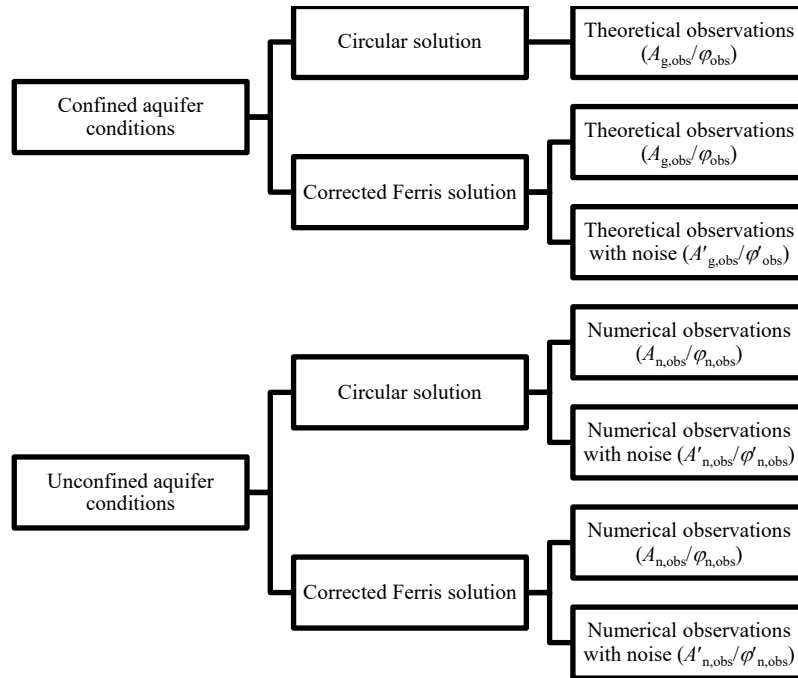 Circular solution
Theoretical observations
(A_g,obs/φ_obs)
Confined aquifer
conditions
Theoretical observations
(A_g,obs/φ_obs)
Corrected Ferris solution
Theoretical observations
with noise (A′_g,obs/φ′_obs)
Numerical observations
(A_n,obs/φ_n,obs)
Circular solution
Numerical observations
with noise (A′_n,obs/φ′_n,obs)
Unconfined aquifer
conditions
Numerical observations
(A_n,obs/φ_n,obs)
Corrected Ferris solution
Numerical observations
with noise (A′_n,obs/φ′_n,obs)